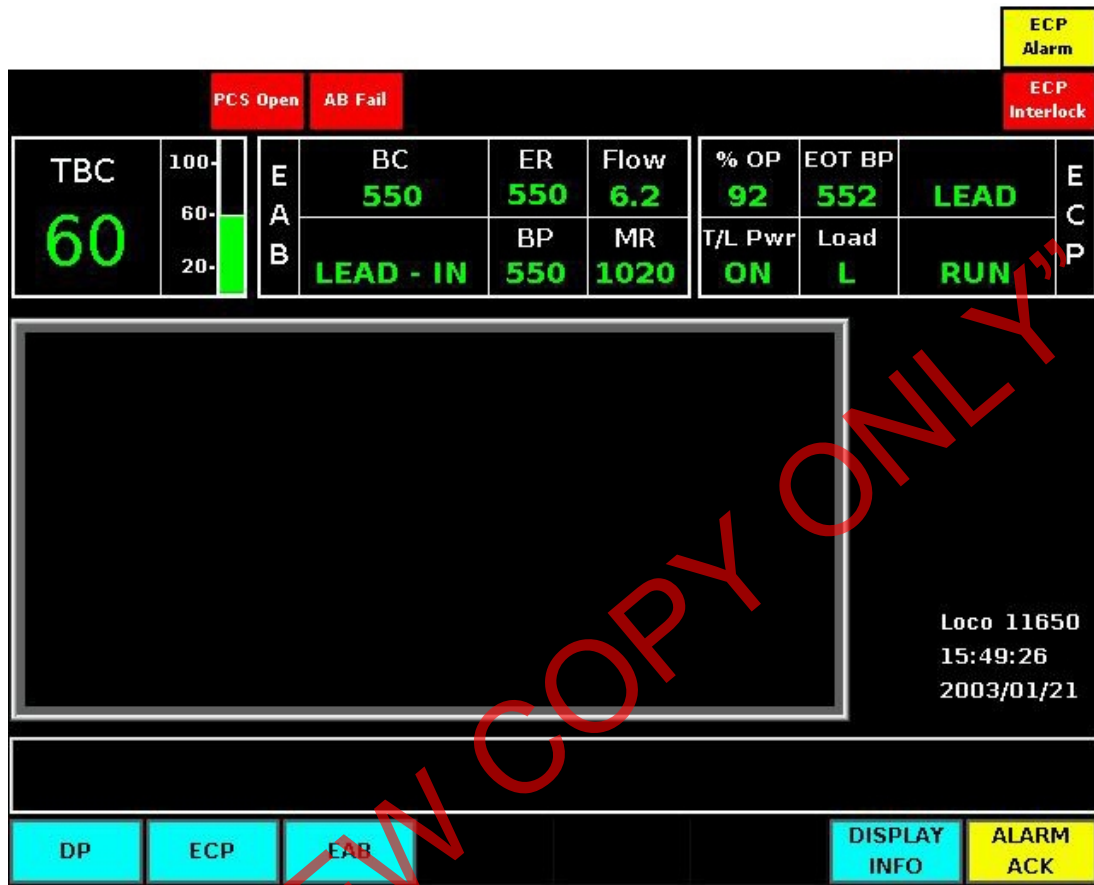 ECP
Alarm
PCS Open
AB Fail
ECP
Interlock
TBC
60
100-
60-
20-
E
A
B
BC
550
ER
550
Flow
6.2
LEAD - IN
BP
550
MR
1020
% OP
92
EOT BP
552
LEAD
T/L Pwr
ON
Load
L
RUN
E
C
P
Loco 11650
15:49:26
2003/01/21
DP
ECP
EAB
DISPLAY
INFO
ALARM
ACK
W COPY ONLY”